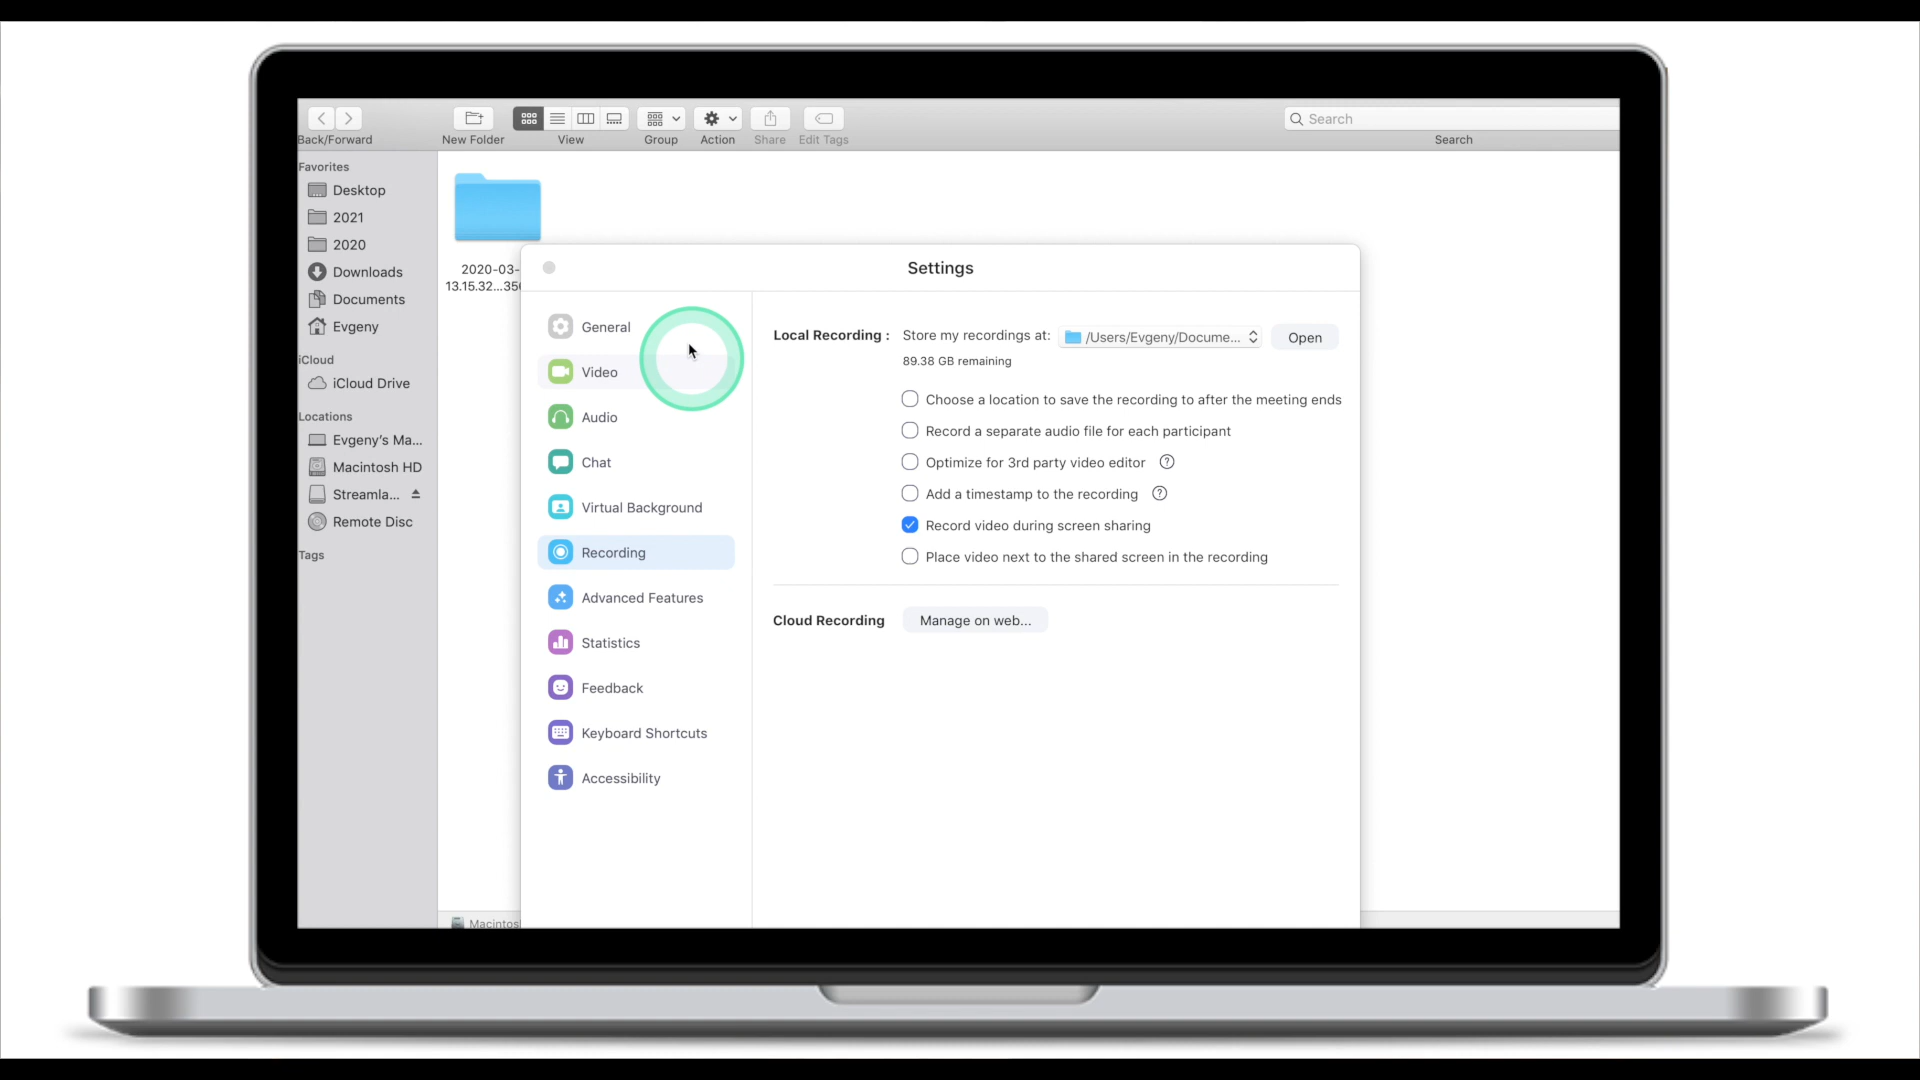 Back/Forward
New Folder
View
Group
Action
Share
Edit Tags
Search
Search
Favorites
Desktop
2021
2020
Downloads
Documents
Evgeny
iCloud
iCloud Drive
Locations
Evgeny's Ma...
Macintosh HD
Streamla...
Remote Disc
Tags
2020-03-
13.15.32...35
Macintos
Settings
General
Video
Audio
Chat
Virtual Background
Recording
Advanced Features
Statistics
Feedback
Keyboard Shortcuts
Accessibility
Local Recording : Store my recordings at: /Users/Evgeny/Docume... Open
89.38 GB remaining
Choose a location to save the recording to after the meeting ends
Record a separate audio file for each participant
Optimize for 3rd party video editor ?
Add a timestamp to the recording ?
Record video during screen sharing
Place video next to the shared screen in the recording
Cloud Recording Manage on web...